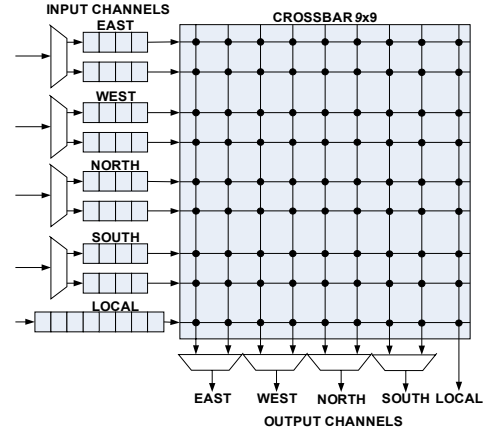 INPUT CHANNELS
CROSSBAR 9x9
EAST
WEST
NORTH
SOUTH
LOCAL
EAST WEST NORTH SOUTH LOCAL
OUTPUT CHANNELS